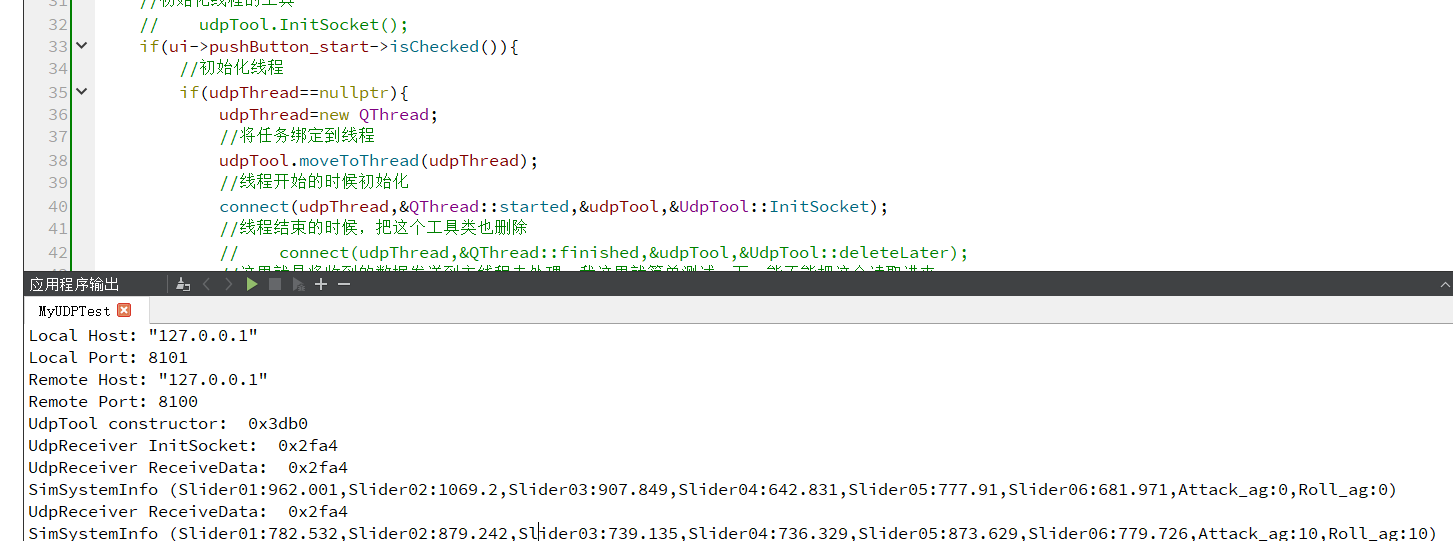 31 //初始化线程的工具
32 // udpTool.InitSocket();
33 if(ui->pushButton_start->isChecked()){
34 //初始化线程
35 if(udpThread==nullptr){
36 udpThread=new QThread;
37 //将任务绑定到线程
38 udpTool.moveToThread(udpThread);
39 //线程开始的时候初始化
40 connect(udpThread,&QThread::started,&udpTool,&UdpTool::InitSocket);
41 //线程结束的时候，把这个工具类也删除
42 // connect(udpThread,&QThread::finished,&udpTool,&UdpTool::deleteLater);
应用程序输出
MyUDPTest
Local Host: "127.0.0.1"
Local Port: 8101
Remote Host: "127.0.0.1"
Remote Port: 8100
UdpTool constructor:  0x3db0
UdpReceiver InitSocket:  0x2fa4
UdpReceiver ReceiveData:  0x2fa4
SimSystemInfo (Slider01:962.001,Slider02:1069.2,Slider03:907.849,Slider04:642.831,Slider05:777.91,Slider06:681.971,Attack_ag:0,Roll_ag:0)
UdpReceiver ReceiveData:  0x2fa4
SimSystemInfo (Slider01:782.532,Slider02:879.242,Slider03:739.135,Slider04:736.329,Slider05:873.629,Slider06:779.726,Attack_ag:10,Roll_ag:10)